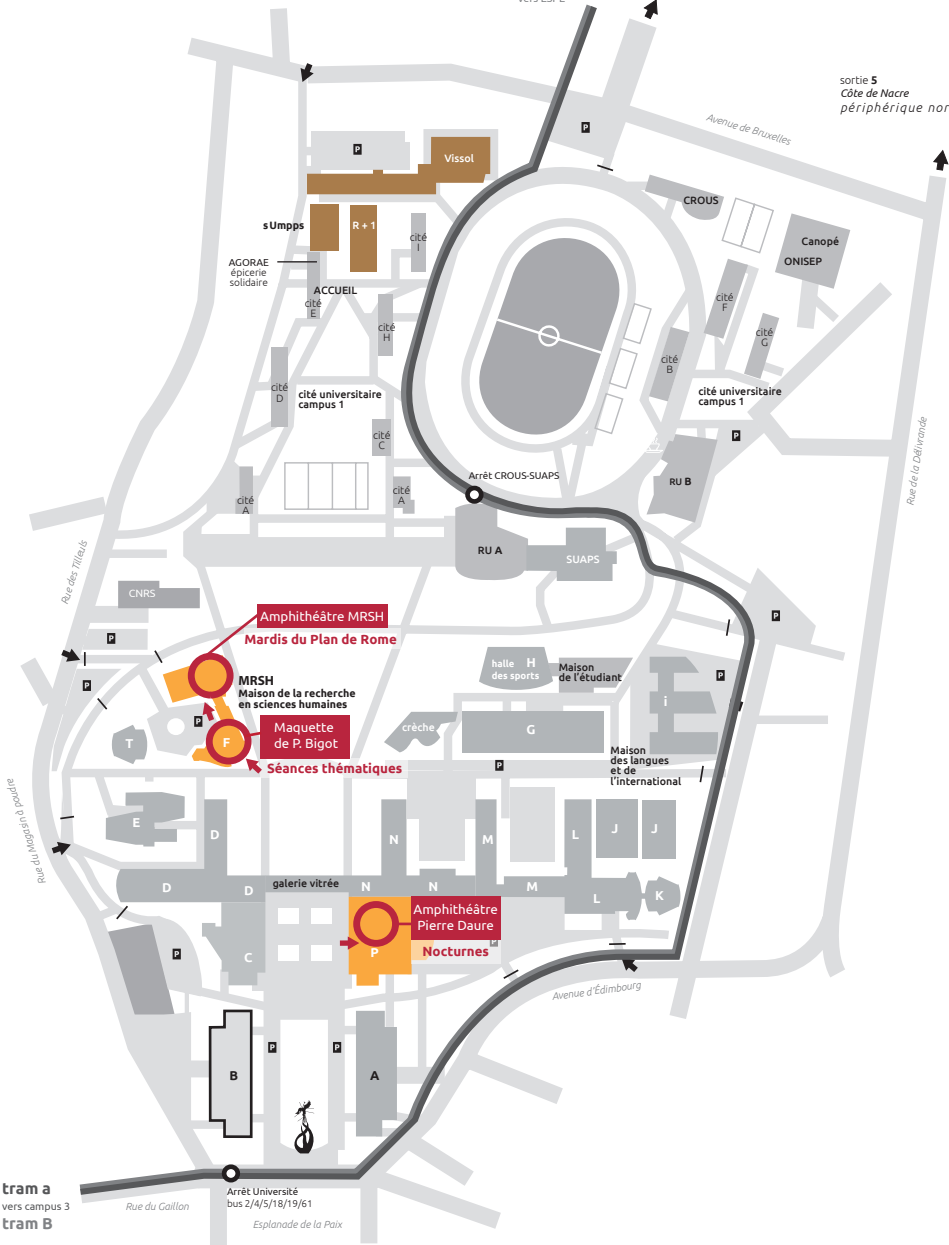 vers ESPE
sortie 5
Côte de Nacre
périphérique nor
Avenue de Bruxelles
P
P
Vissol
CROUS
sUmpps
R + 1
cité
I
Canopé
ONISEP
AGORAE
épicerie
solidaire
ACCUEIL
cité
E
cité
H
cité
F
cité
G
cité
B
cité
D
cité universitaire
campus 1
cité universitaire
campus 1
cité
C
P
Rue de la Délivrande
Arrêt CROUS-SUAPS
cité
A
cité
A
RU B
RU A
SUAPS
Rue des Tilleuls
CNRS
Amphithéâtre MRSH
Mardis du Plan de Rome
P
P
P
MRSH
Maison de la recherche
en sciences humaines
halle H
des sports
Maison
de l'étudiant
P
i
P
Maquette
de P. Bigot
crèche
G
T
F
P
Séances thématiques
Maison
des langues
et de
l'international
P
Rue du Magasin à poudre
E
D
N
M
L
J
J
D
D
galerie vitrée
N
N
M
L
K
Amphithéâtre
Pierre Daure
Nocturnes
P
C
P
P
Avenue d'Édimbourg
P
P
B
A
tram a
vers campus 3
tram B
Rue du Gaillon
Arrêt Université
bus 2/4/5/18/19/61
Esplanade de la Paix